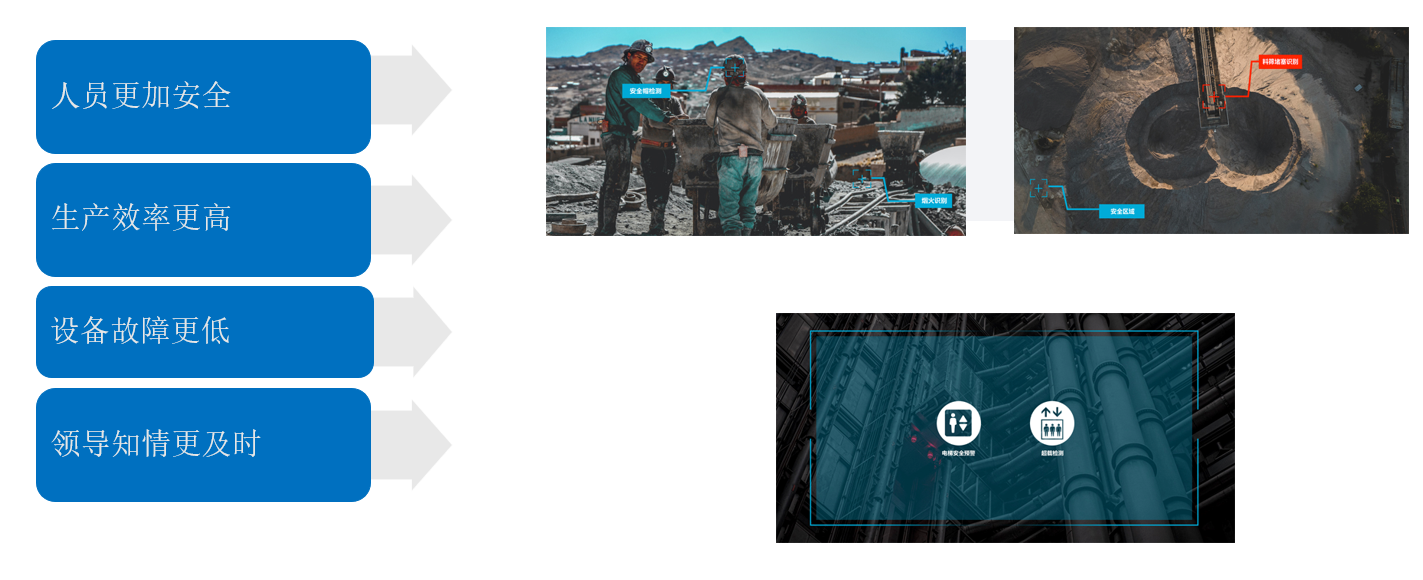 人员更加安全
生产效率更高
设备故障更低
领导知情更及时
安全帽检测
烟火识别
料筛堵塞识别
安全区域
电梯安全预警
超载检测